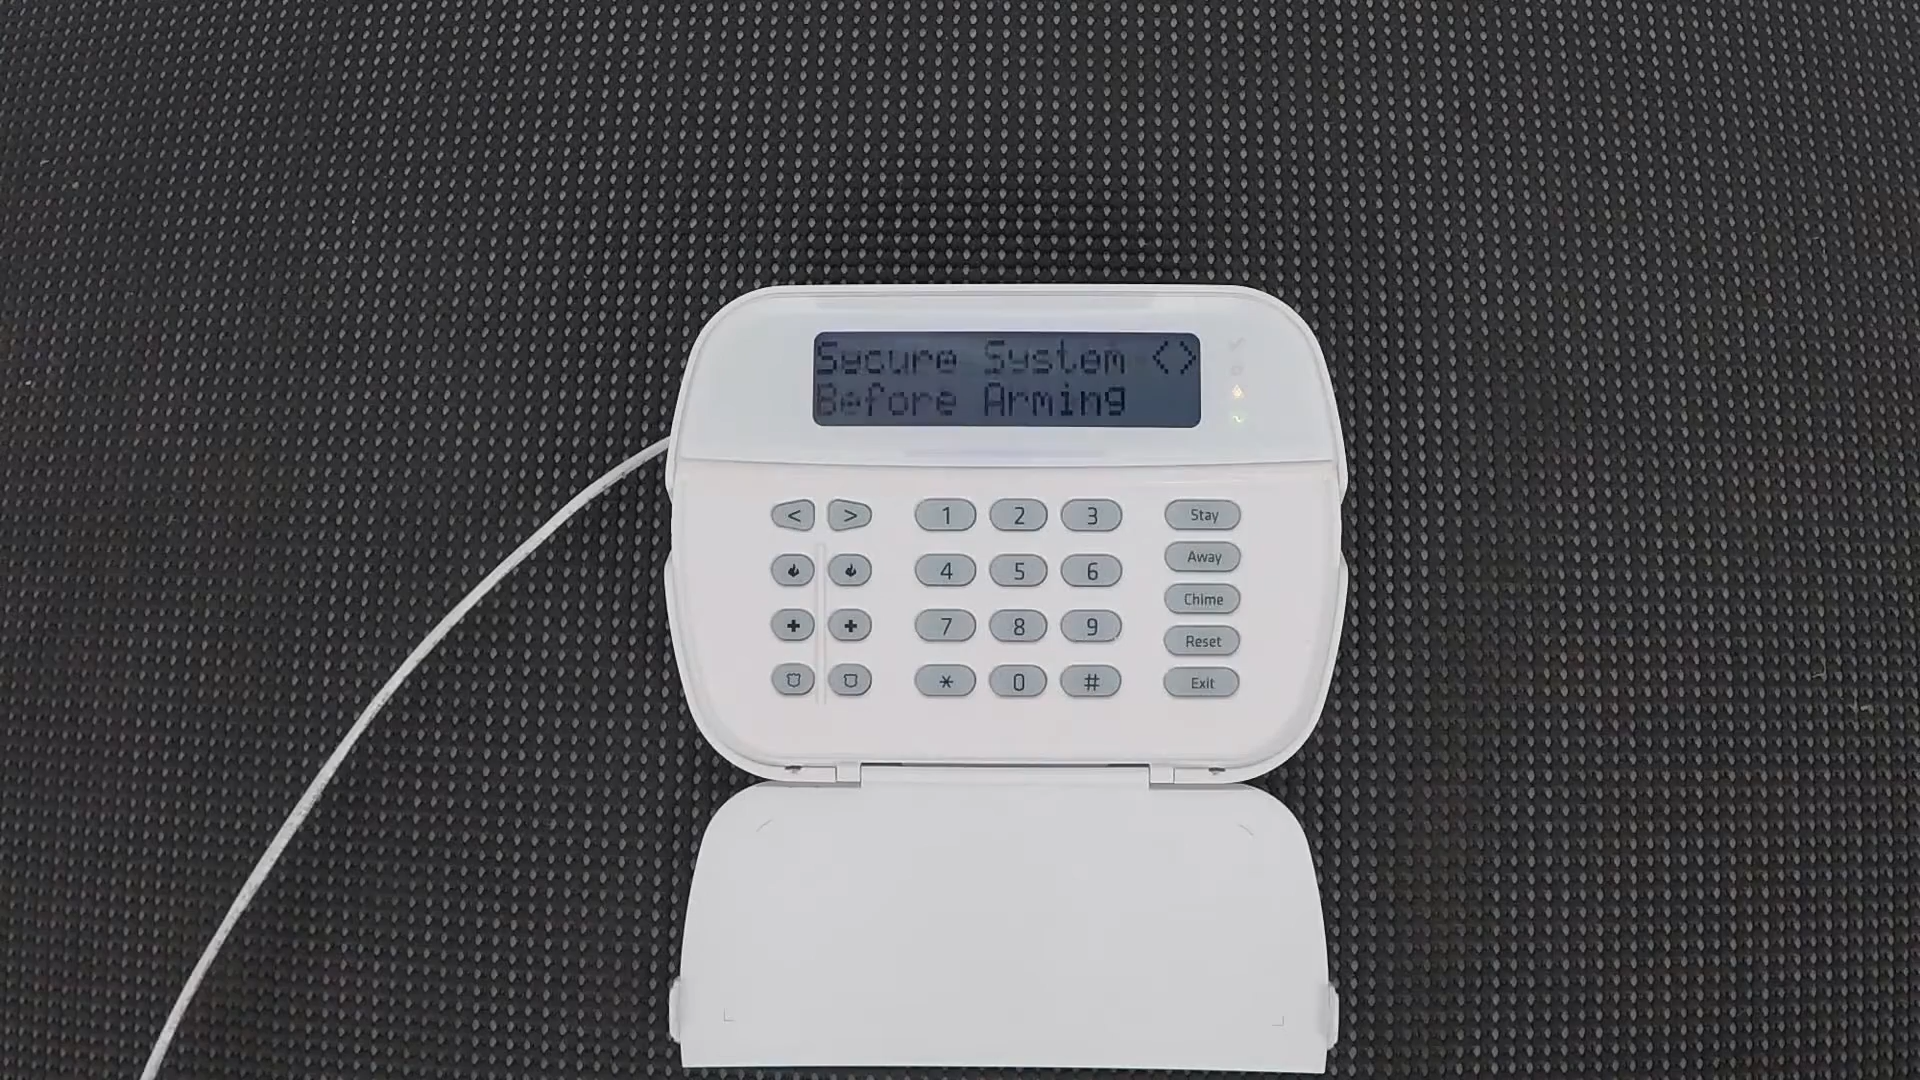 Secure System <>
Before Arming
< > 1 2 3 Stay
4 5 6 Away
Chime
7 8 9 Reset
* 0 # Exit